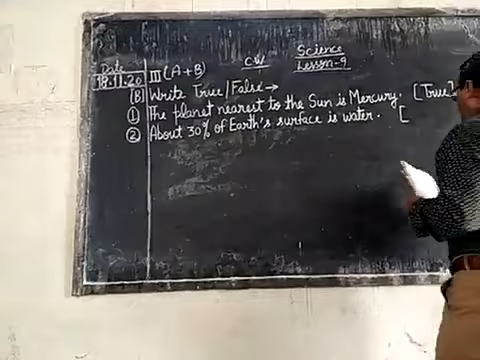 Science
Date III (A+B) C.W Lesson-9
18.11.20
(B) Write True/False →
① The planet nearest to the Sun is Mercury. [True]
② About 30% of Earth's surface is water. [